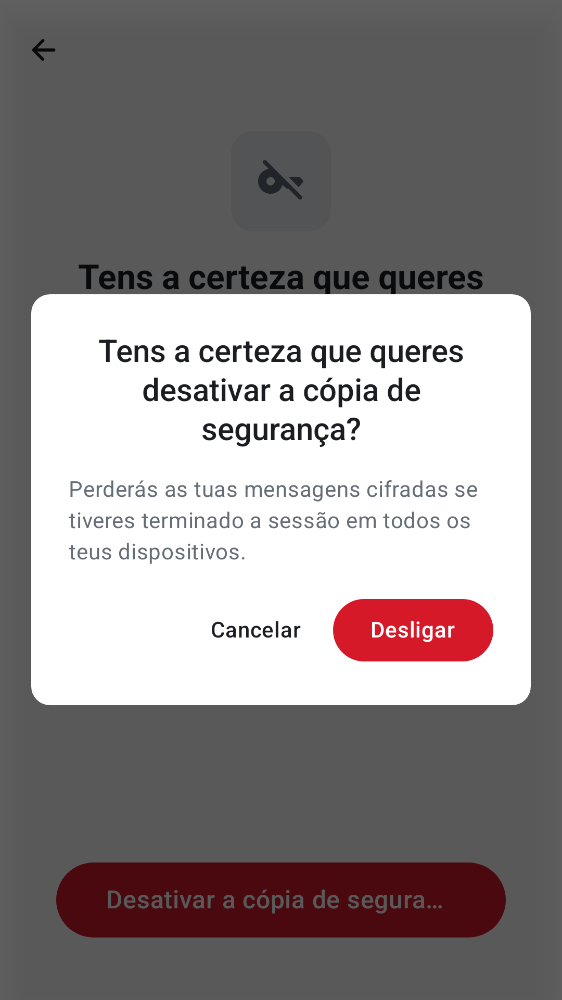 Tens a certeza que queres
Tens a certeza que queres
desativar a cópia de
segurança?
Perderás as tuas mensagens cifradas se
tiveres terminado a sessão em todos os
teus dispositivos.
Cancelar
Desligar
Desativar a cópia de segura…